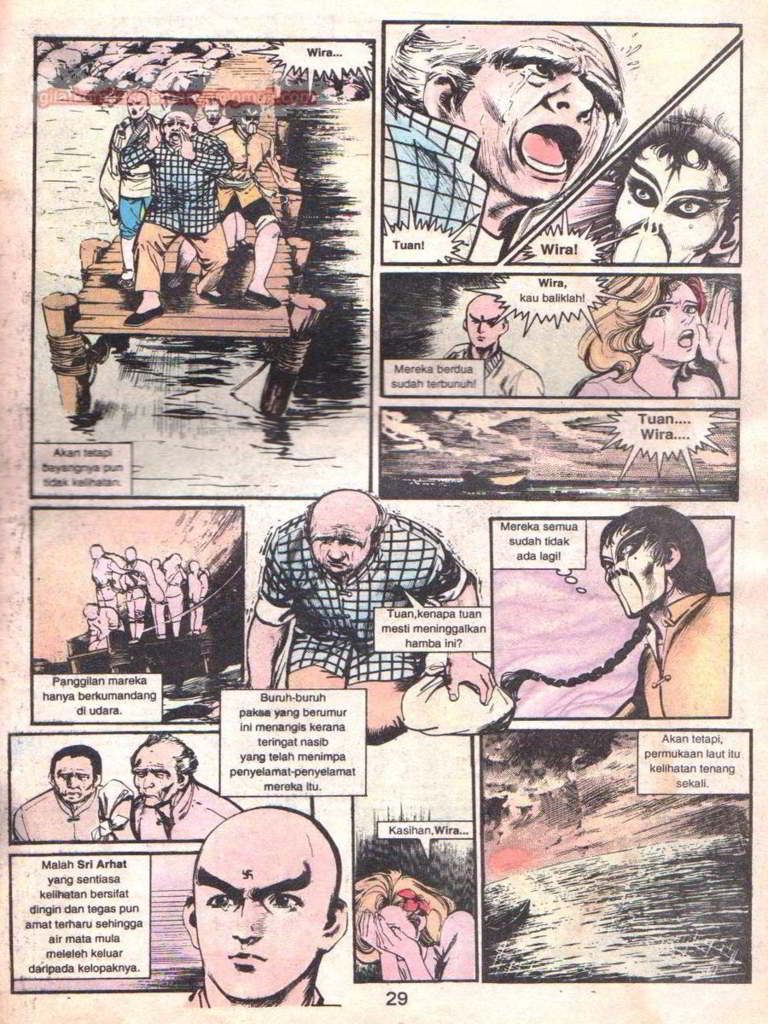 Wira...
Akan tetapi
bayangnya pun
tidak kelihatan.
Tuan!
Wira!
Wira,
kau baliklah!
Mereka berdua
sudah terbunuh!
Tuan....
Wira....
Panggilan mareka
hanya berkumandang
di udara.
Tuan,kenapa tuan
mesti meninggalkan
hamba ini?
Mereka semua
sudah tidak
ada lagi!
Buruh-buruh
paksa yang berumur
ini menangis kerana
teringat nasib
yang telah menimpa
penyelamat-penyelamat
mereka itu.
Akan tetapi,
permukaan laut itu
kelihatan tenang
sekali.
Kasihan,Wira...
Malah Sri Arhat
yang sentiasa
kelihatan bersifat
dingin dan tegas pun
amat terharu sehingga
air mata mula
meleleh keluar
daripada kelopaknya.
29